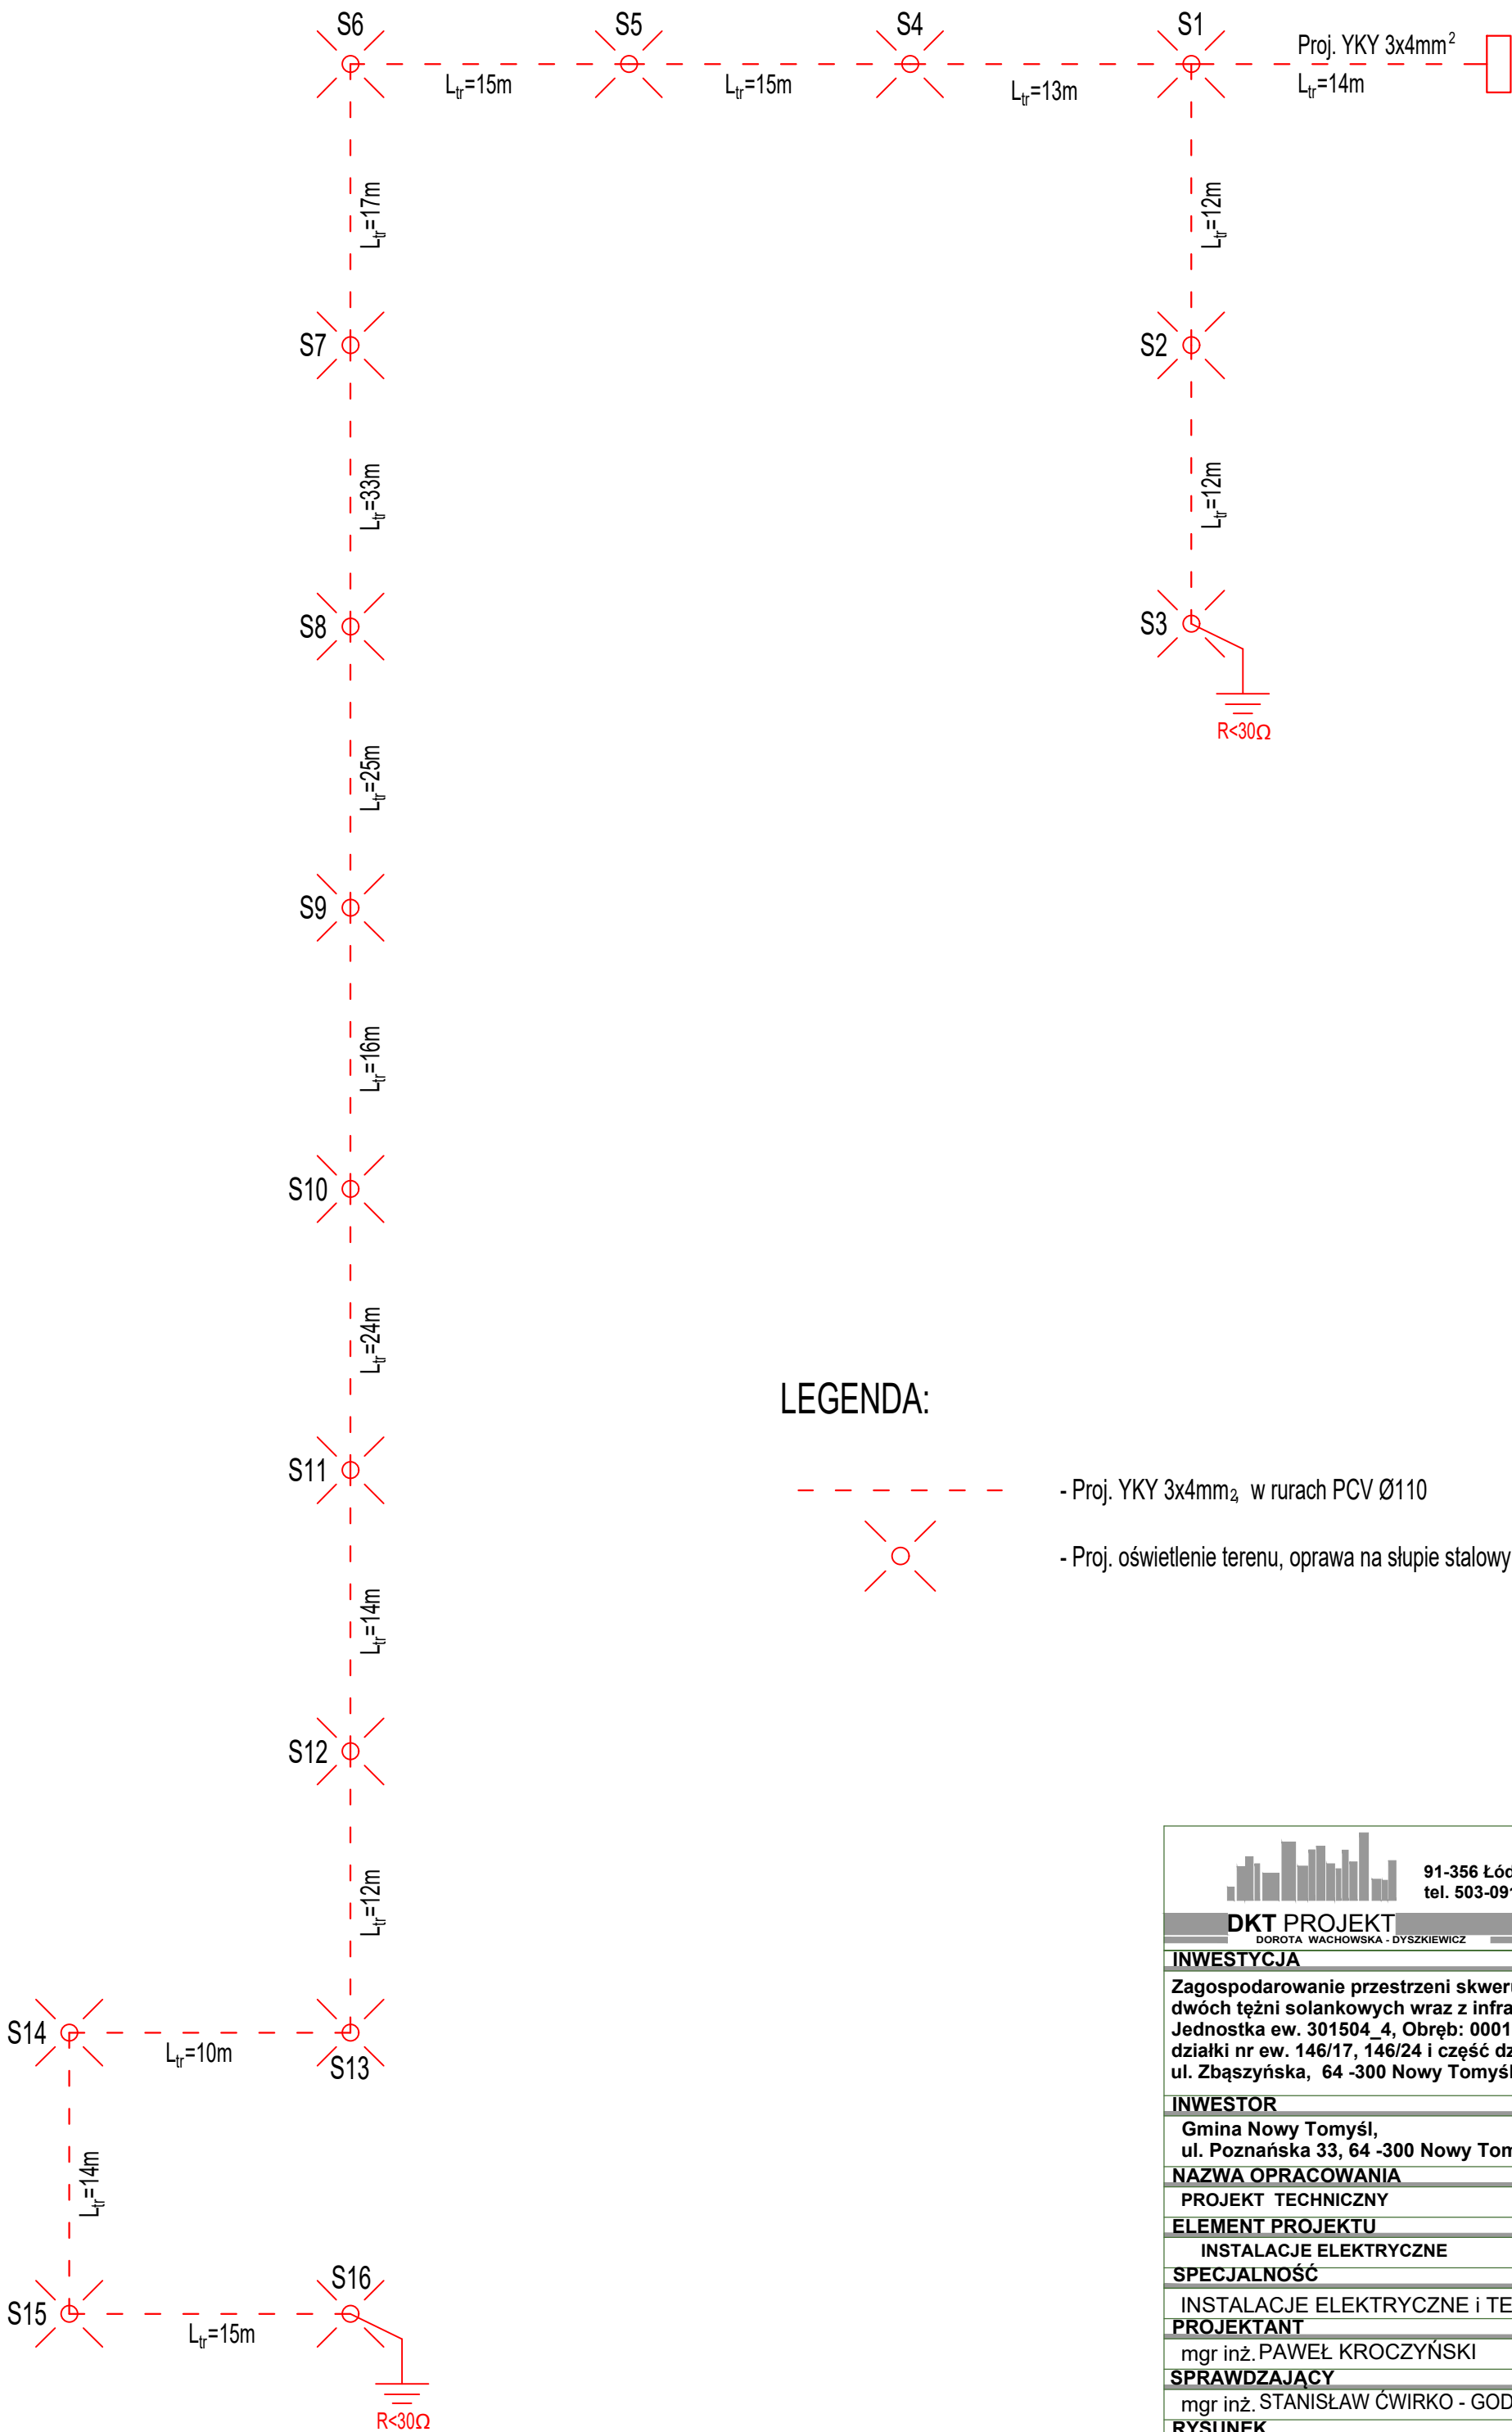 S6
S5
S4
S1
Proj. YKY 3x4mm²
Ltr=15m
Ltr=15m
Ltr=13m
Ltr=14m
Ltr=17m
Ltr=12m
S7
S2
Ltr=33m
Ltr=12m
S8
S3
R<30Ω
Ltr=25m
S9
Ltr=16m
S10
Ltr=24m
LEGENDA:
S11
- Proj. YKY 3x4mm2, w rurach PCV Ø110
- Proj. oświetlenie terenu, oprawa na słupie stalowy
Ltr=14m
S12
Ltr=12m
S14
Ltr=10m
S13
Ltr=14m
S15
Ltr=15m
S16
R<30Ω
91-356 Łód
tel. 503-091
DKT PROJEKT
DOROTA WACHOWSKA - DYSZKIEWICZ
INWESTYCJA
Zagospodarowanie przestrzeni skweru
dwóch tężni solankowych wraz z infra
Jednostka ew. 301504_4, Obręb: 0001
działki nr ew. 146/17, 146/24 i część dz
ul. Zbąszyńska, 64 -300 Nowy Tomyśl
INWESTOR
Gmina Nowy Tomyśl,
ul. Poznańska 33, 64 -300 Nowy Tom
NAZWA OPRACOWANIA
PROJEKT TECHNICZNY
ELEMENT PROJEKTU
INSTALACJE ELEKTRYCZNE
SPECJALNOŚĆ
INSTALACJE ELEKTRYCZNE i TE
PROJEKTANT
mgr inż. PAWEŁ KROCZYŃSKI
SPRAWDZAJĄCY
mgr inż. STANISŁAW ĆWIRKO - GOD
RYSUNEK